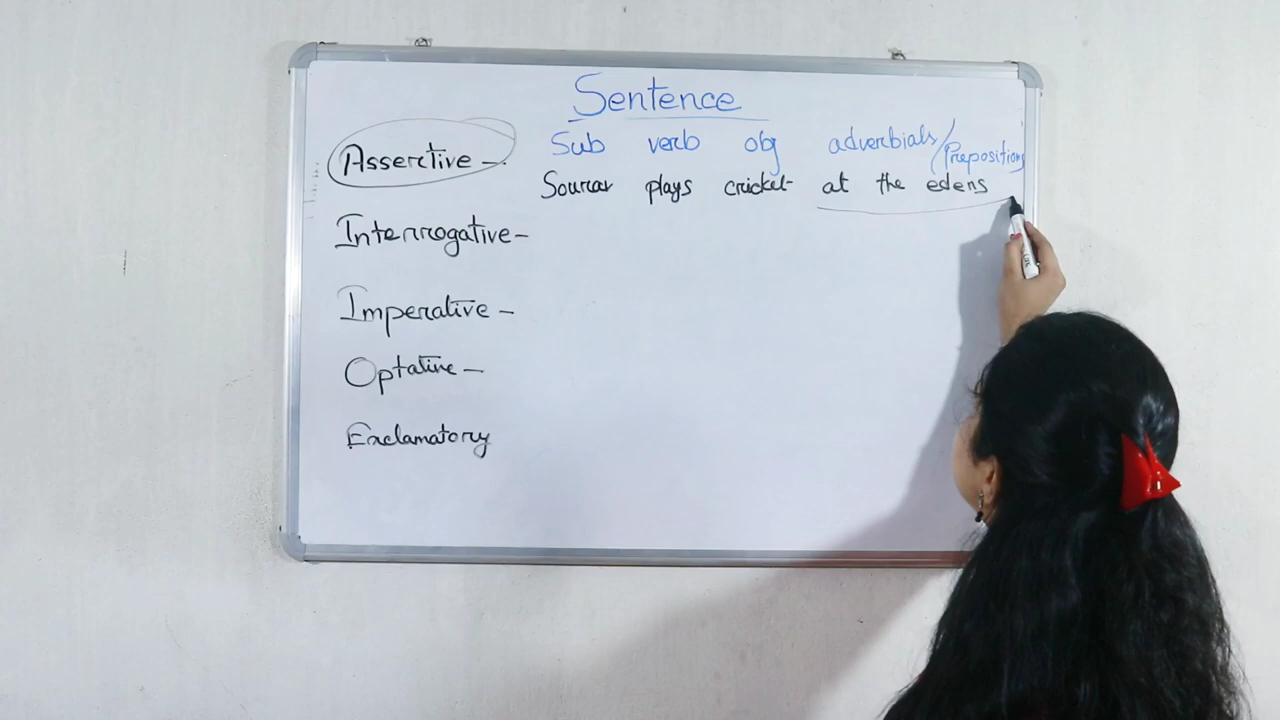 Sentence
Assertive - Sub verb obj adverbials/Prepositions
Sourav plays cricket at the edens
Interrogative -
Imperative -
Optative -
Exclamatory